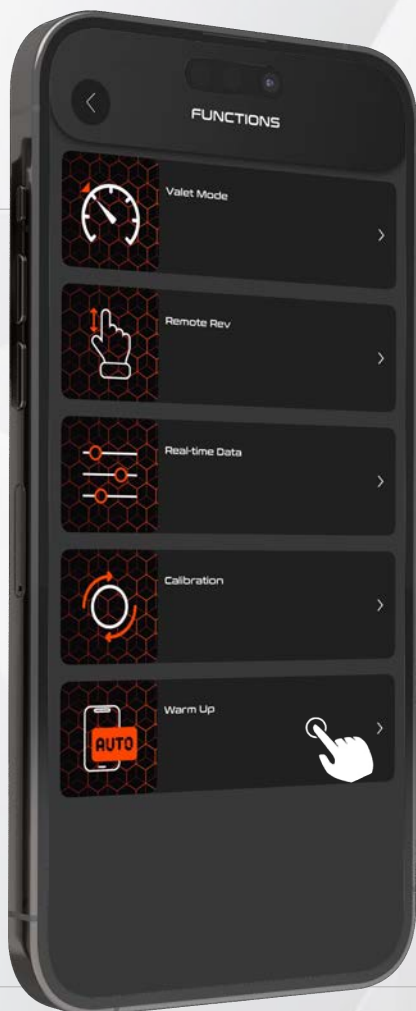 FUNCTIONS
Valet Mode
Remote Rev
Real-time Data
Calibration
Warm Up
AUTO